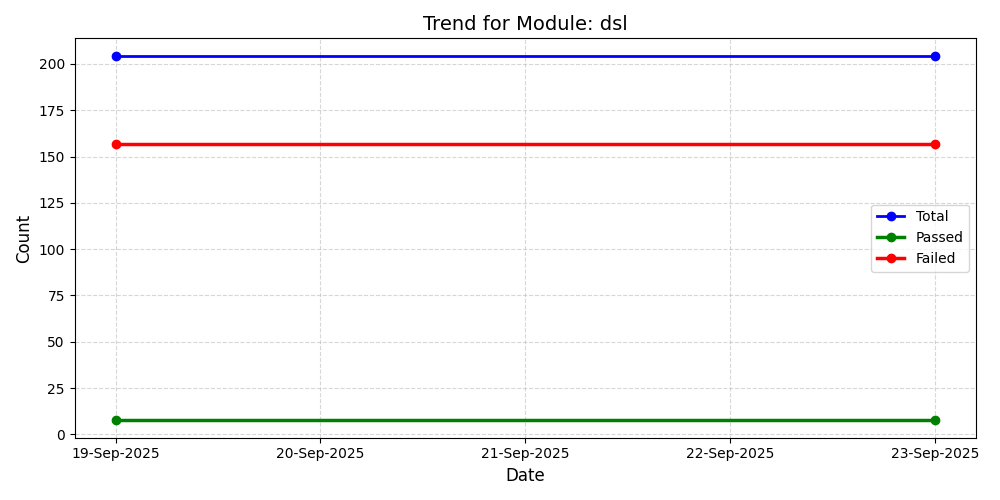 Trend for Module: dsl
200
175
150
125
100
75
50
25
0
Count
Total
Passed
Failed
19-Sep-2025
20-Sep-2025
21-Sep-2025
22-Sep-2025
23-Sep-2025
Date